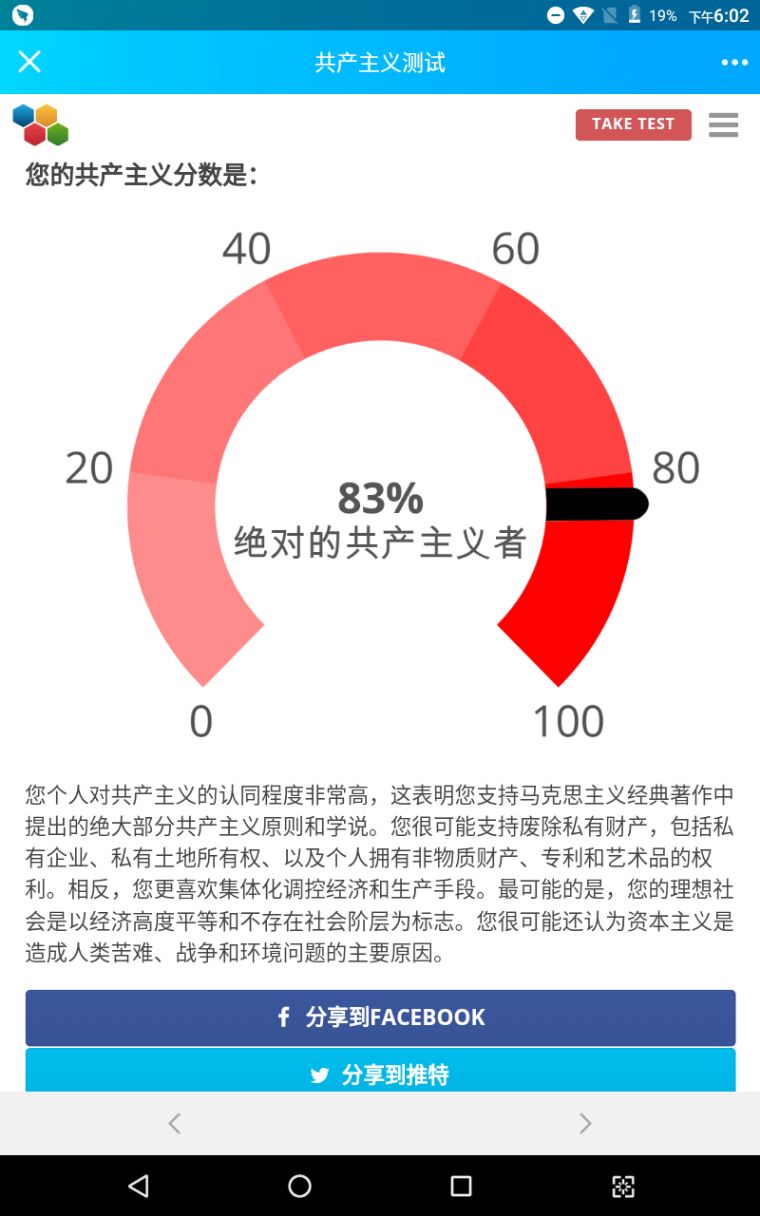 19% 下午6:02
共产主义测试
TAKE TEST
您的共产主义分数是：
40 60
20 80
83%
绝对的共产主义者
0 100
您个人对共产主义的认同程度非常高，这表明您支持马克思主义经典著作中
提出的绝大部分共产主义原则和学说。您很可能支持废除私有财产，包括私
有企业、私有土地所有权、以及个人拥有非物质财产、专利和艺术品的权
利。相反，您更喜欢集体化调控经济和生产手段。最可能的是，您的理想社
会是以经济高度平等和不存在社会阶层为标志。您很可能还认为资本主义是
造成人类苦难、战争和环境问题的主要原因。
分享到FACEBOOK
分享到推特